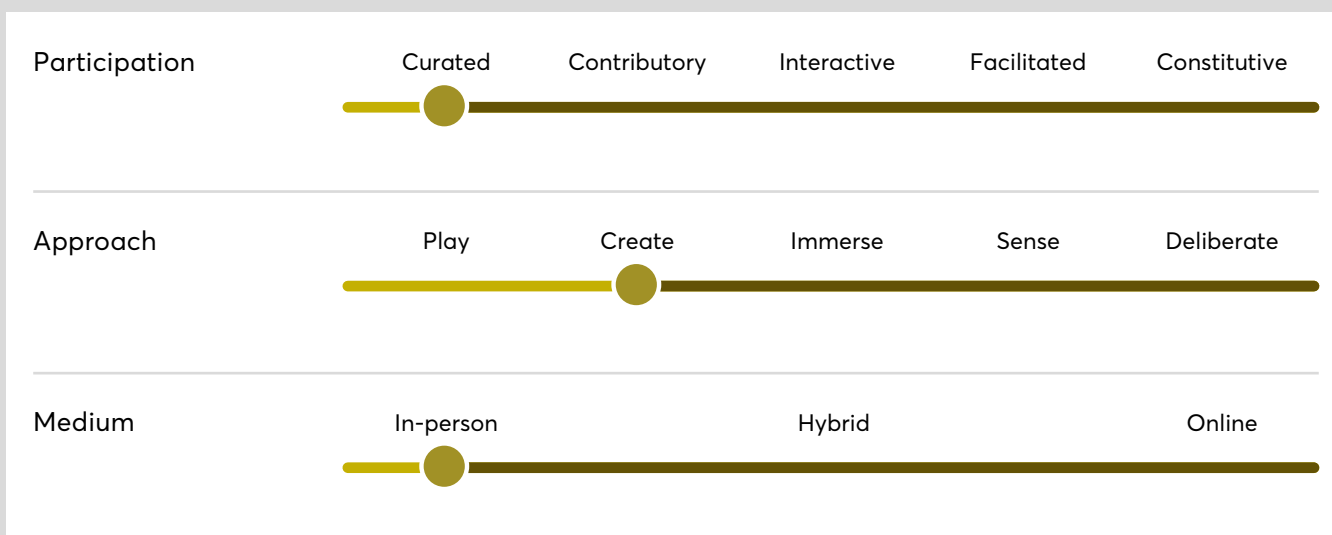 Participation Curated Contributory Interactive Facilitated Constitutive
Approach Play Create Immerse Sense Deliberate
Medium In-person Hybrid Online